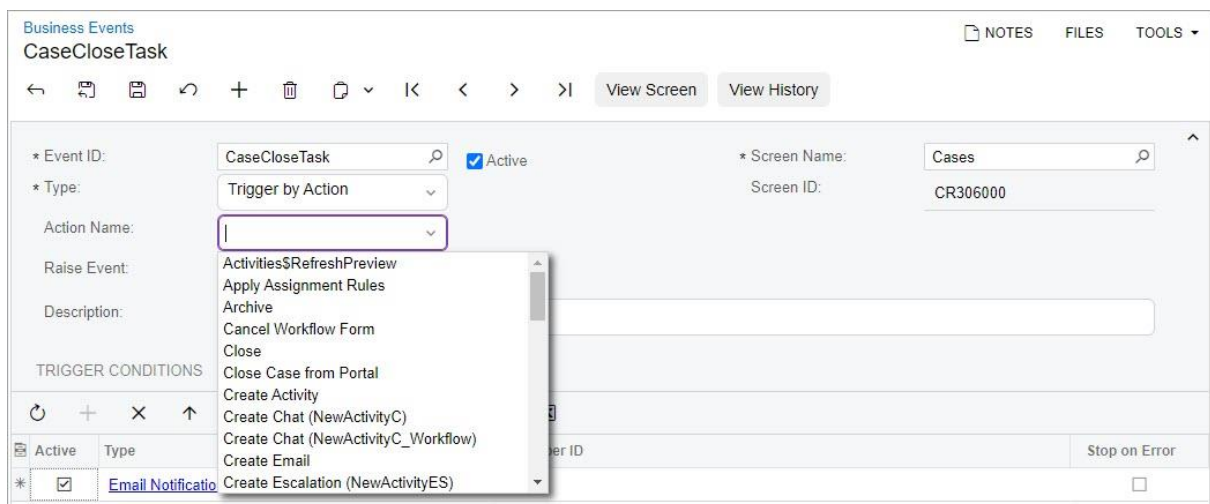 Business Events
CaseCloseTask
NOTES FILES TOOLS
View Screen View History
* Event ID: CaseCloseTask Active * Screen Name: Cases
* Type: Trigger by Action Screen ID: CR306000
Action Name:
Raise Event:
Description:
Activities$RefreshPreview
Apply Assignment Rules
Archive
Cancel Workflow Form
Close
Close Case from Portal
Create Activity
Create Chat (NewActivityC)
Create Chat (NewActivityC_Workflow)
Create Email
Create Escalation (NewActivityES)
TRIGGER CONDITIONS
Active Type ber ID Stop on Error
Email Notificatio